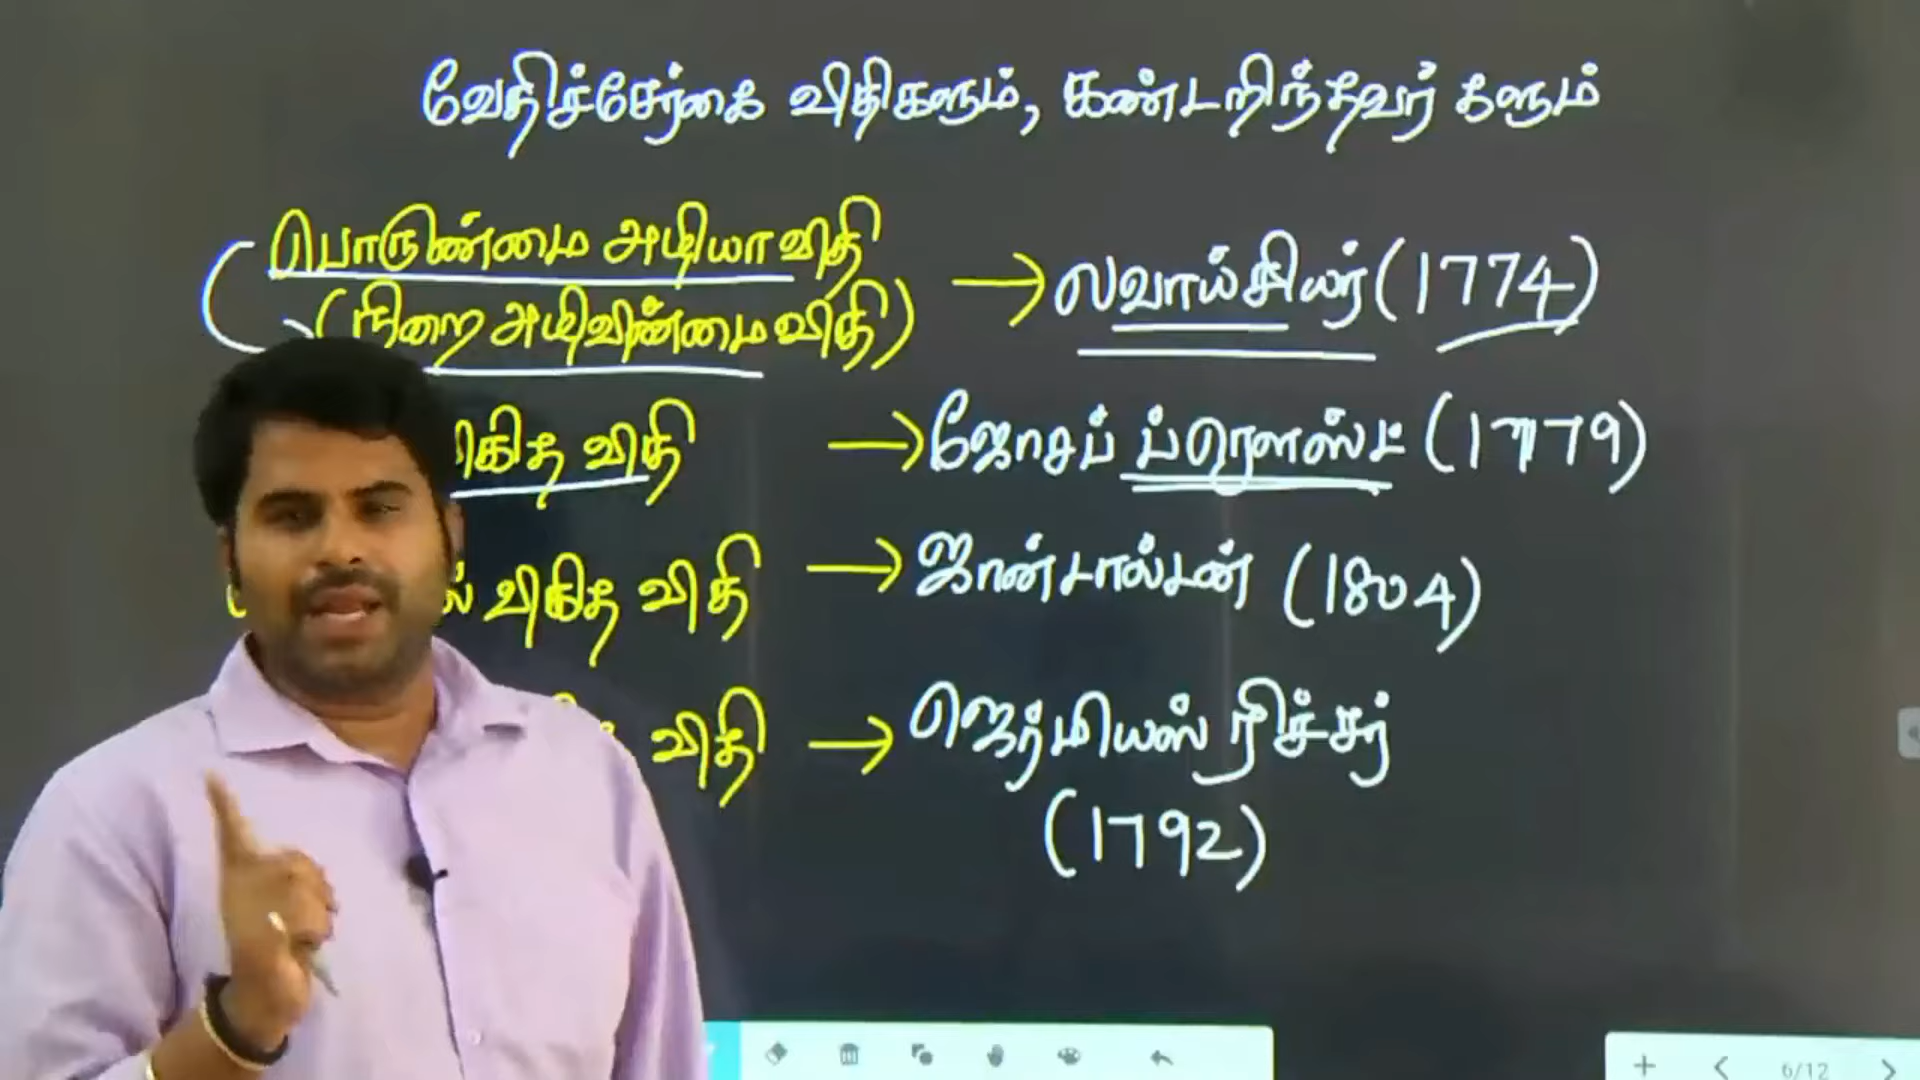 வேதிச்சேர்கை விதிகளும், கண்டறிந்தவர் களும்
பொருண்மை அழியா விதி
(நிறை அழிவின்மை விதி) → லவாய்சியர் (1774)
விதி → ஜோசப் ப்ரௌஸ்ட் (1779)
விகித விதி → ஜான்டால்டன் (1804)
விதி → ஜெர்மியஸ் ரிச்சர்
(1792)
6/12